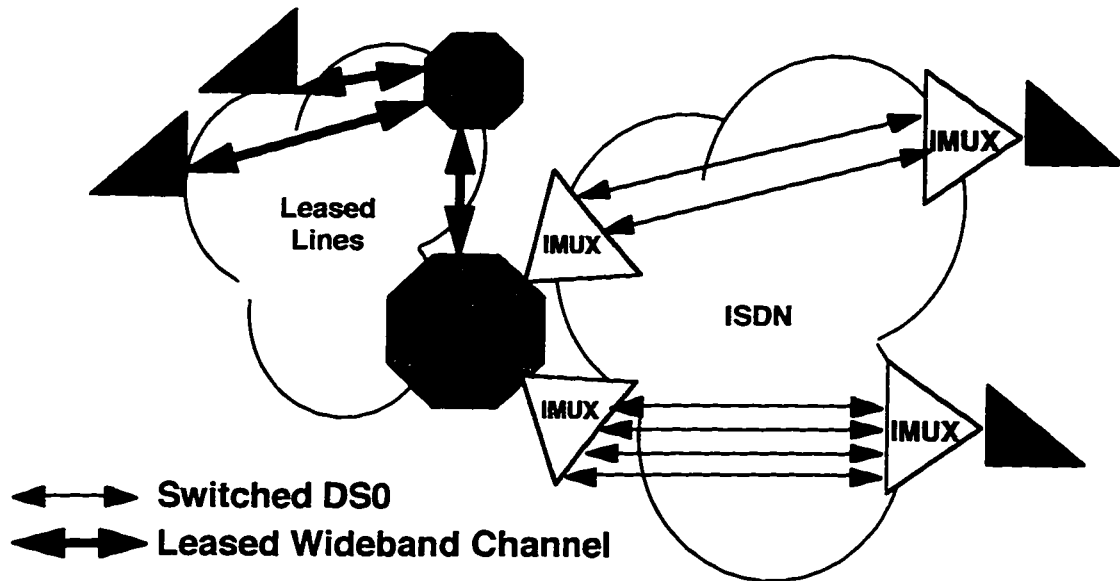 IMUX
Leased
Lines
IMUX
ISDN
IMUX
IMUX
Switched DS0
Leased Wideband Channel